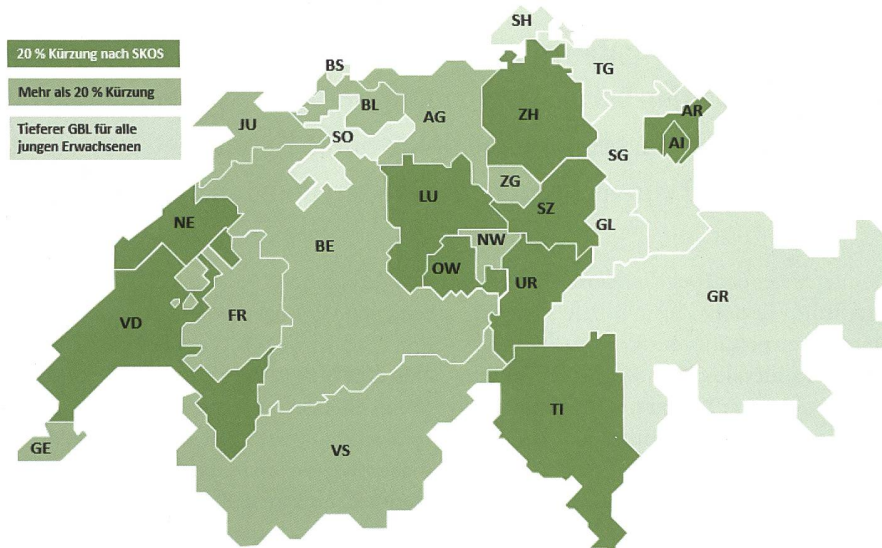 20 % Kürzung nach SKOS
Mehr als 20 % Kürzung
Tieferer GBL für alle
jungen Erwachsenen
SH
BS
TG
BL
AG
ZH
AR
JU
SO
SG
AI
ZG
LU
SZ
NE
GL
BE
NW
OW
UR
GR
FR
VD
TI
GE
VS